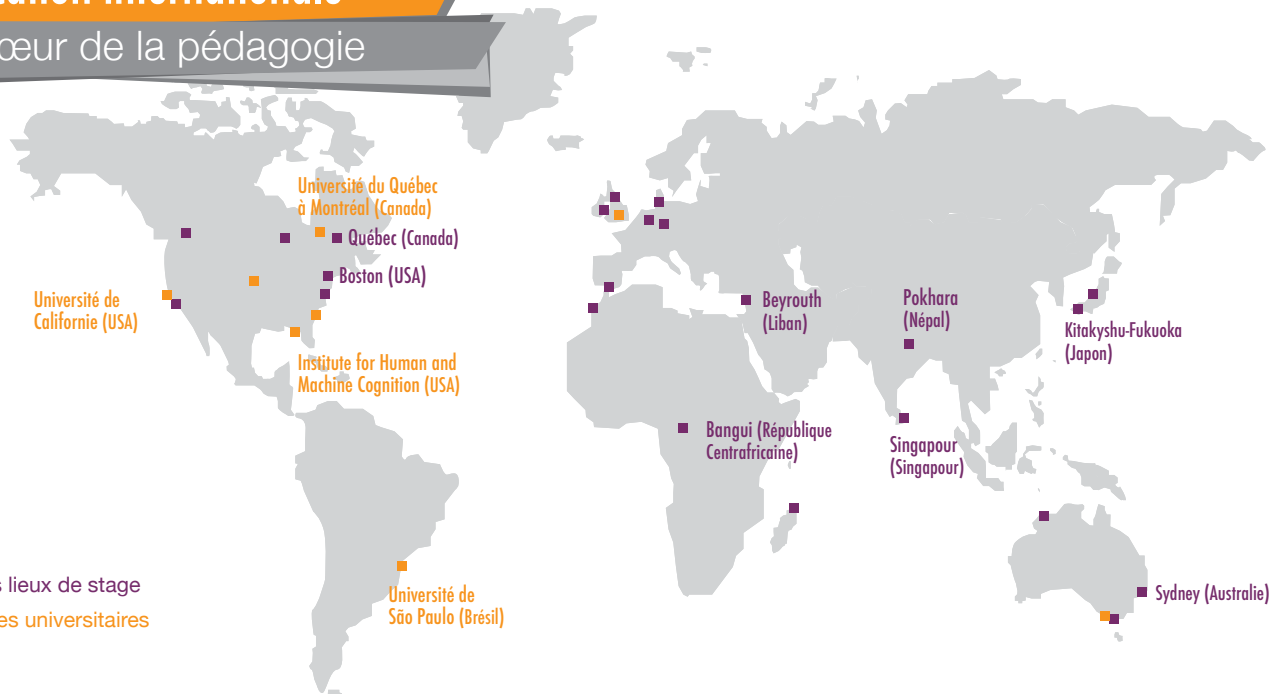 internationale
cœur de la pédagogie
Université du Québec
à Montréal (Canada)
Québec (Canada)
Boston (USA)
Université de
Californie (USA)
Institute for Human and
Machine Cognition (USA)
Beyrouth
(Liban)
Pokhara
(Népal)
Kitakyshu-Fukuoka
(Japon)
Bangui (République
Centrafricaine)
Singapour
(Singapour)
Université de
São Paulo (Brésil)
Sydney (Australie)
lieux de stage
universitaires